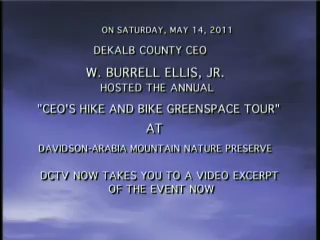 ON SATURDAY, MAY 14, 2011
DEKALB COUNTY CEO
W. BURRELL ELLIS, JR.
HOSTED THE ANNUAL
"CEO'S HIKE AND BIKE GREENSPACE TOUR"
AT
DAVIDSON-ARABIA MOUNTAIN NATURE PRESERVE
DCTV NOW TAKES YOU TO A VIDEO EXCERPT
OF THE EVENT NOW